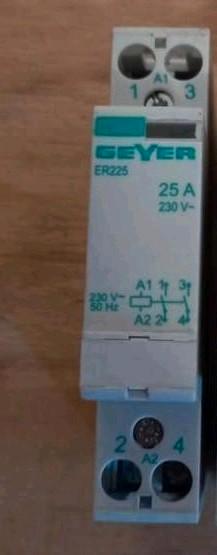 A1
1 3
GEYER
ER225
25 A
230 V~
A1 1 3
230 V~
50 Hz
A2 2 4
2 4
A2